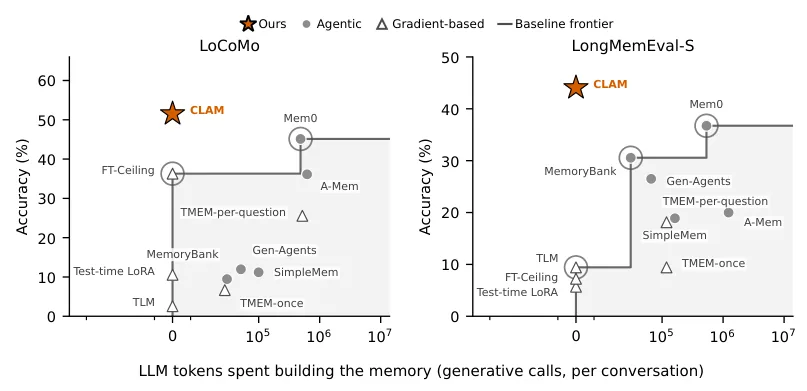 Ours Agentic Gradient-based Baseline frontier
LoCoMo
LongMemEval-S
Accuracy (%)
60
50
40
30
20
10
0
CLAM
Mem0
FT-Ceiling
A-Mem
TMEM-per-question
MemoryBank
Gen-Agents
Test-time LoRA
SimpleMem
TLM
TMEM-once
0
10⁵
10⁶
10⁷
Accuracy (%)
50
40
30
20
10
0
CLAM
Mem0
MemoryBank
Gen-Agents
TMEM-per-question
A-Mem
SimpleMem
TLM
TMEM-once
FT-Ceiling
Test-time LoRA
0
10⁵
10⁶
10⁷
LLM tokens spent building the memory (generative calls, per conversation)